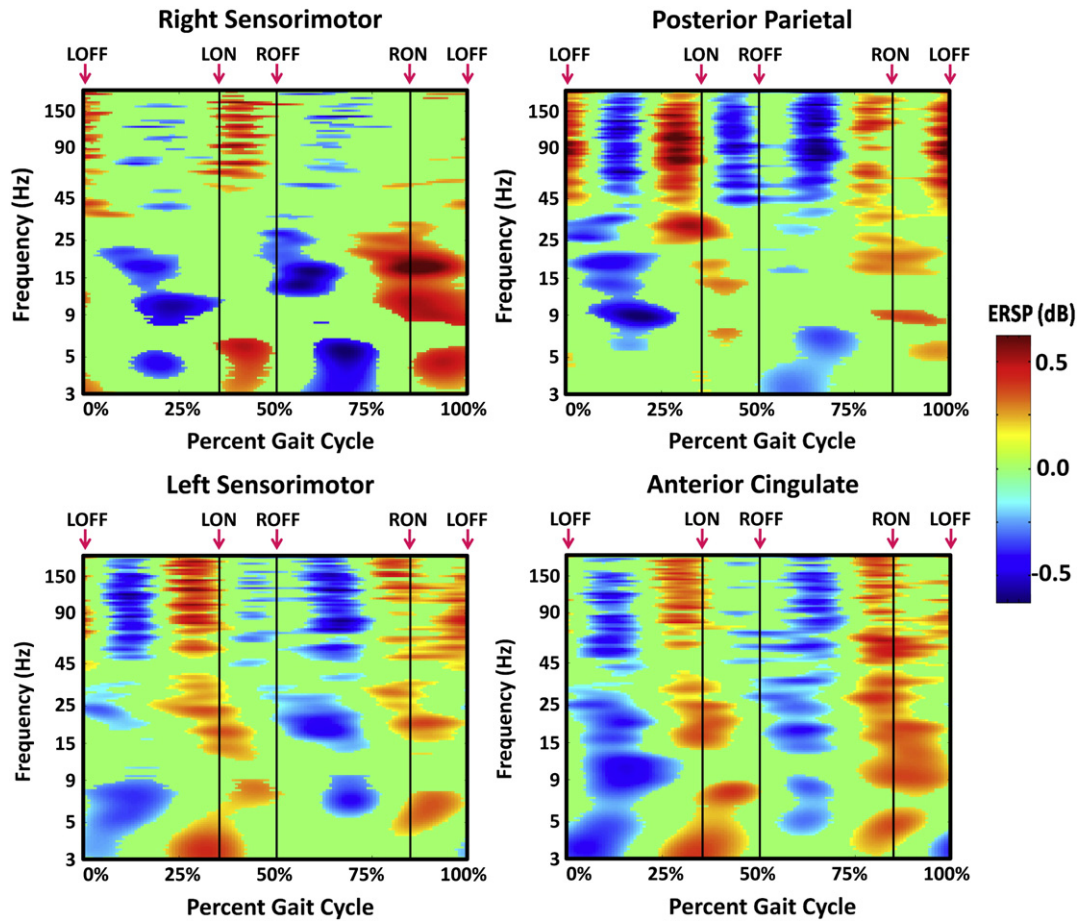 Right Sensorimotor
LOFF LON ROFF RON LOFF
150
90
45
25
15
9
5
3
Frequency (Hz)
0% 25% 50% 75% 100%
Percent Gait Cycle
Posterior Parietal
LOFF LON ROFF RON LOFF
150
90
45
25
15
9
5
3
Frequency (Hz)
0% 25% 50% 75% 100%
Percent Gait Cycle
ERSP (dB)
0.5
0.0
-0.5
Left Sensorimotor
LOFF LON ROFF RON LOFF
150
90
45
25
15
9
5
3
Frequency (Hz)
0% 25% 50% 75% 100%
Percent Gait Cycle
Anterior Cingulate
LOFF LON ROFF RON LOFF
150
90
45
25
15
9
5
3
Frequency (Hz)
0% 25% 50% 75% 100%
Percent Gait Cycle